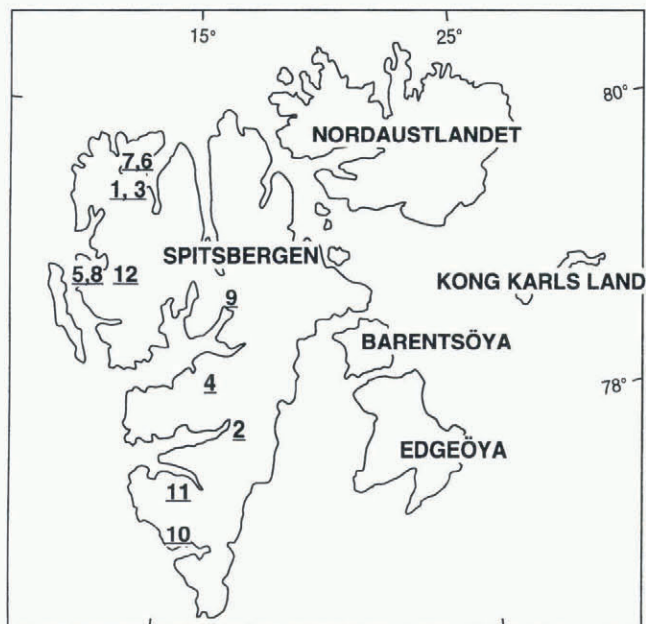 15° 25°
80°
NORDAUSTLANDET
7,6
1, 3
SPITSBERGEN
5,8 12
KONG KARLS LAND
9
BARENTSÖYA
78°
4
2
EDGEÖYA
11
10